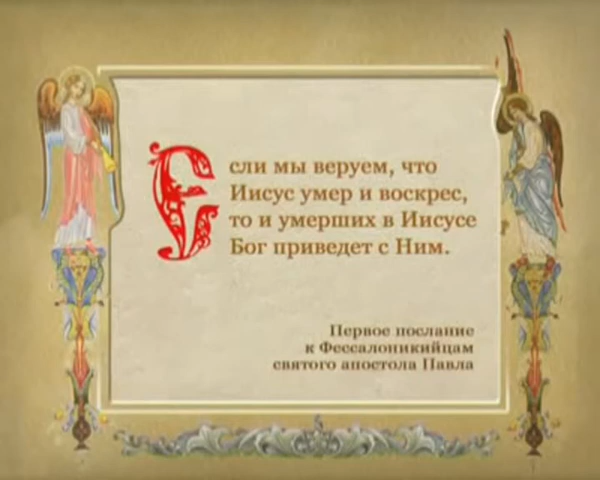 Если мы веруем, что
Иисус умер и воскрес,
то и умерших в Иисусе
Бог приведет с Ним.
Первое послание
к Фессалоникийцам
святого апостола Павла